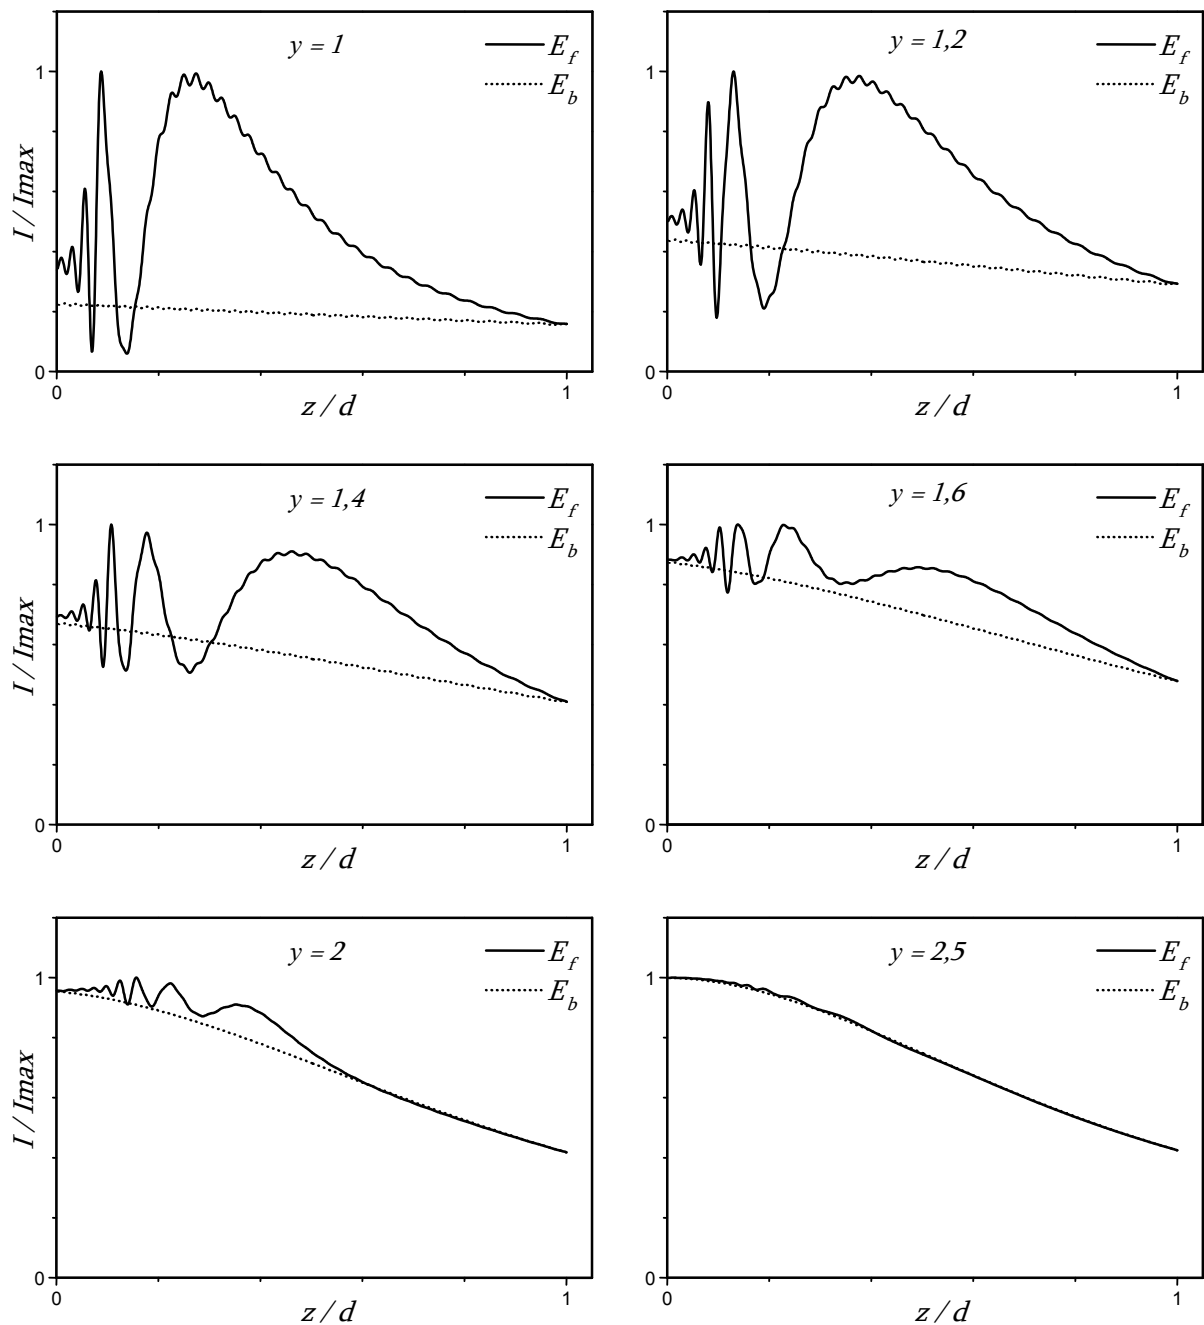 y = 1
E_f
E_b
1
0
I / Imax
0
1
z / d
y = 1,2
E_f
E_b
1
0
0
1
z / d
y = 1,4
E_f
E_b
1
0
I / Imax
0
1
z / d
y = 1,6
E_f
E_b
1
0
0
1
z / d
y = 2
E_f
E_b
1
0
I / Imax
0
1
z / d
y = 2,5
E_f
E_b
1
0
0
1
z / d